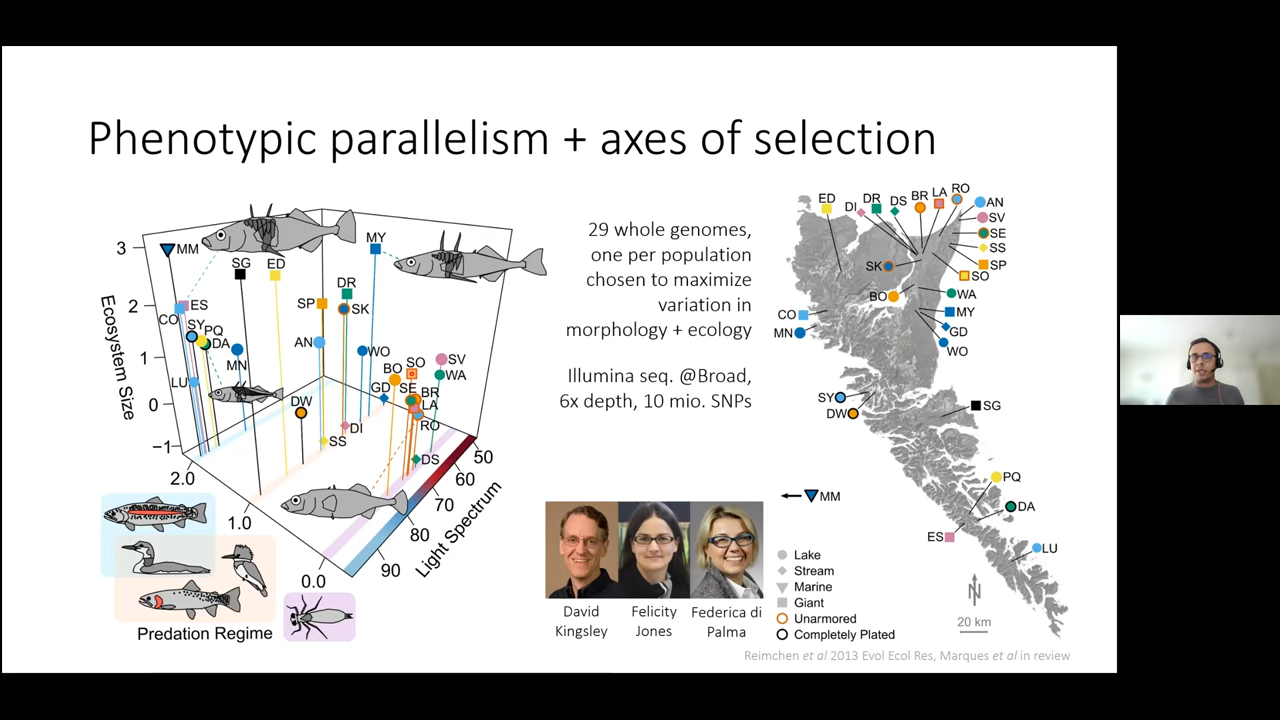 Phenotypic parallelism + axes of selection
29 whole genomes,
one per population
chosen to maximize
variation in
morphology + ecology
Illumina seq. @Broad,
6x depth, 10 mio. SNPs
Ecosystem Size
3
2
1
0
−1
2.0
1.0
0.0
Predation Regime
50
60
70
80
90
Light Spectrum
MM
SG
ED
MY
ES
CO
SY
PQ
DA
MN
LU
SP
DR
SK
AN
WO
DW
SS
DI
GD
BO
SO
SE
BR
LA
RO
SV
WA
DS
David
Kingsley
Felicity
Jones
Federica di
Palma
ED
DI
DR
DS
BR
LA
RO
AN
SV
SE
SS
SP
SO
SK
BO
WA
MY
GD
WO
CO
MN
SY
DW
SG
PQ
DA
ES
LU
MM
Lake
Stream
Marine
Giant
Unarmored
Completely Plated
N
20 km
Reimchen et al 2013 Evol Ecol Res, Marques et al in review